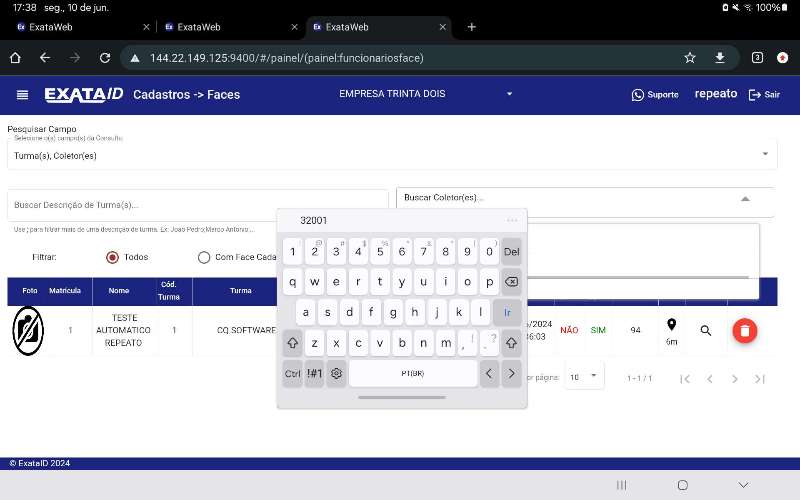 17:38 seg., 10 de jun. 100%
ExataWeb
ExataWeb
ExataWeb
144.22.149.125:9400/#/painel/(painel:funcionariosface)
3
EXATAID Cadastros -> Faces EMPRESA TRINTA DOIS Suporte repeato Sair
Pesquisar Campo
Selecione o(s) campo(s) da Consulta
Turma(s), Coletor(es)
Buscar Descrição de Turma(s)...
Buscar Coletor(es)...
Use ; para filtrar mais de uma descrição de turma. Ex: João Pedro;Marco Antonio...
Filtrar: Todos Com Face Cada
32001
1 2 3 4 5 6 7 8 9 0 Del
q w e r t y u i o p
a s d f g h j k l Ir
z x c v b n m , ! . ?
Ctrl !#1 PT(BR)
Foto Matrícula Nome Cód. Turma Turma
1 TESTE AUTOMATICO REPEATO 1 CQ SOFTWARE
/2024
36:03
NÃO SIM 94 6m
or página: 10 1 - 1 / 1
© ExataID 2024